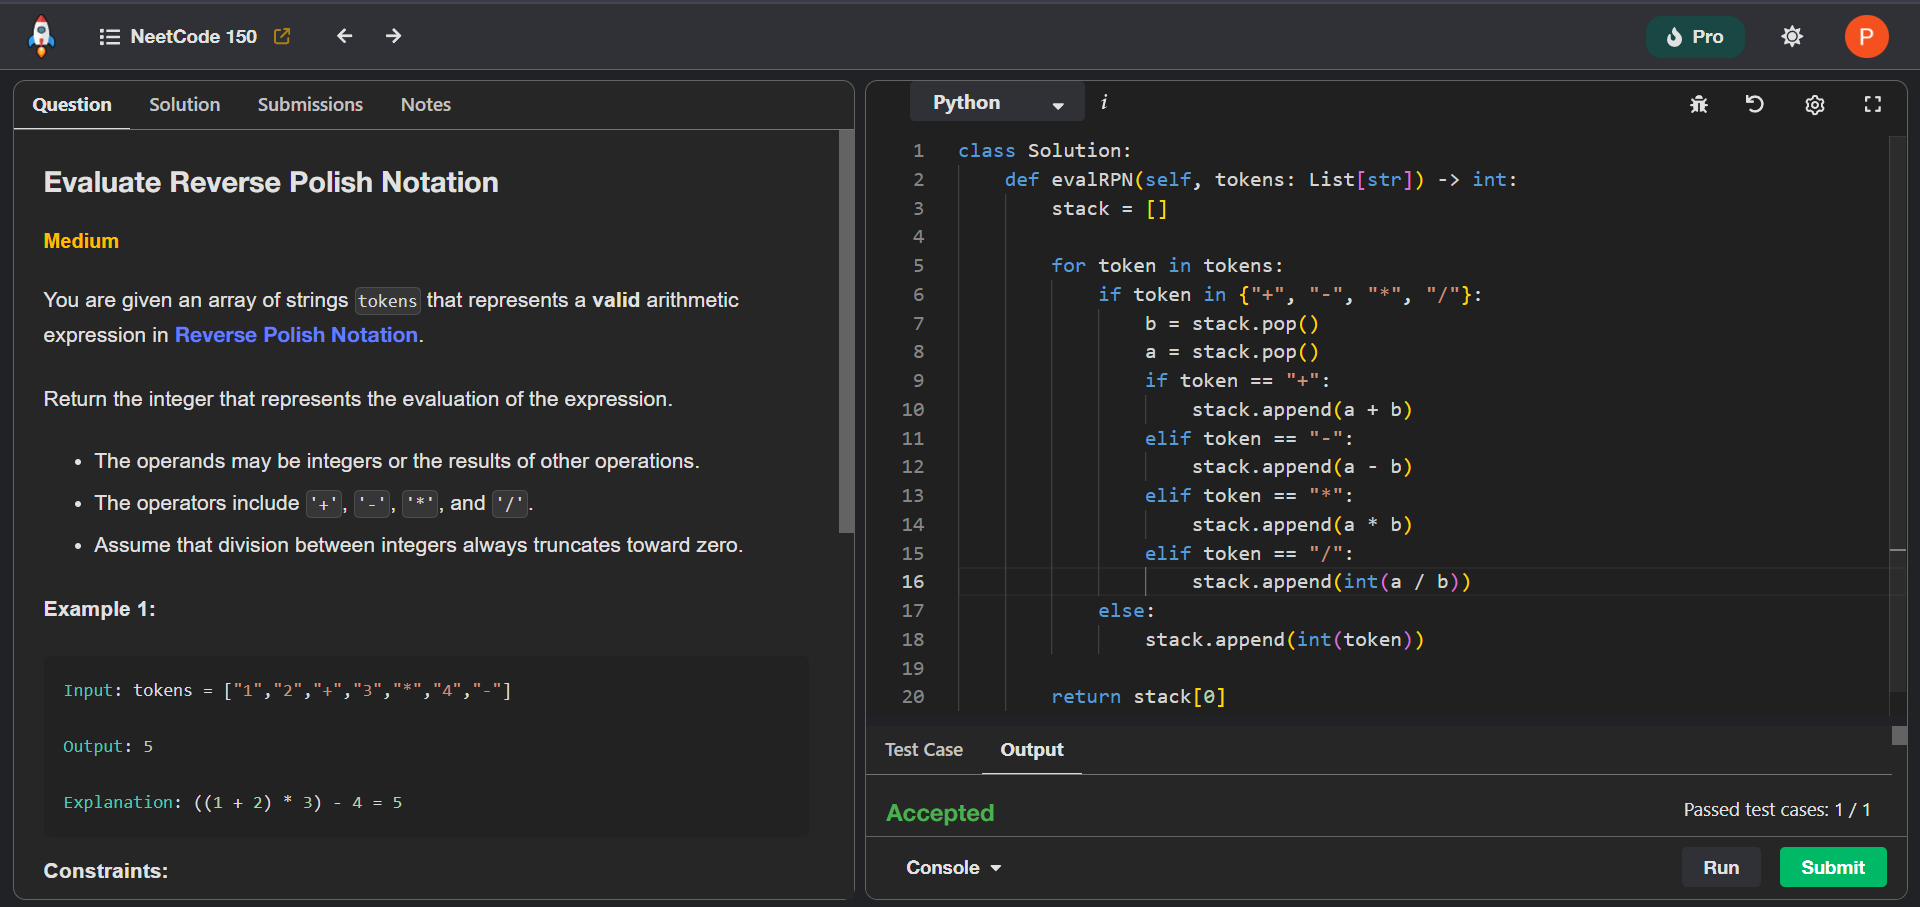 NeetCode 150
Pro
P
Question Solution Submissions Notes
Evaluate Reverse Polish Notation
Medium
You are given an array of strings tokens that represents a valid arithmetic
expression in Reverse Polish Notation.
Return the integer that represents the evaluation of the expression.
• The operands may be integers or the results of other operations.
• The operators include '+', '-', '*', and '/'.
• Assume that division between integers always truncates toward zero.
Example 1:
Input: tokens = ["1","2","+","3","*","4","-"]
Output: 5
Explanation: ((1 + 2) * 3) - 4 = 5
Constraints:
Python i
1 class Solution:
2     def evalRPN(self, tokens: List[str]) -> int:
3         stack = []
4
5         for token in tokens:
6             if token in {"+", "-", "*", "/"}:
7                 b = stack.pop()
8                 a = stack.pop()
9                 if token == "+":
10                     stack.append(a + b)
11                 elif token == "-":
12                     stack.append(a - b)
13                 elif token == "*":
14                     stack.append(a * b)
15                 elif token == "/":
16                     stack.append(int(a / b))
17             else:
18                 stack.append(int(token))
19
20         return stack[0]
Test Case Output
Accepted
Passed test cases: 1 / 1
Console
Run
Submit